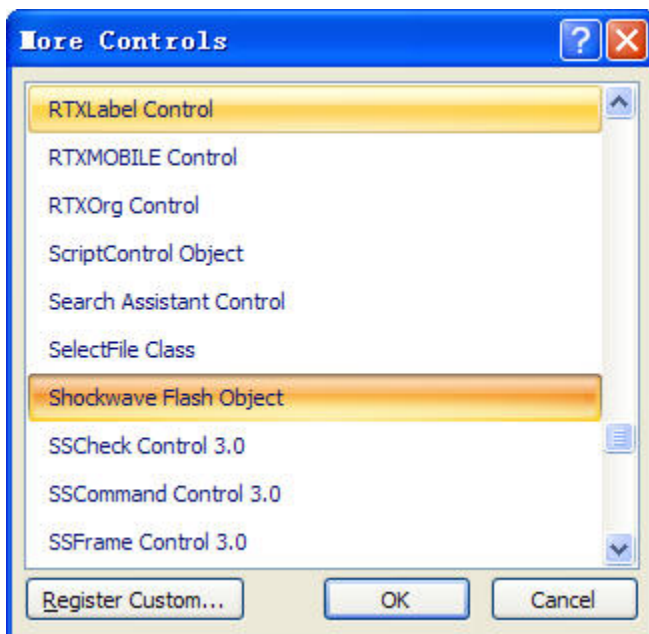 More Controls
RTXLabel Control
RTXMOBILE Control
RTXOrg Control
ScriptControl Object
Search Assistant Control
SelectFile Class
Shockwave Flash Object
SSCheck Control 3.0
SSCommand Control 3.0
SSFrame Control 3.0
Register Custom... OK Cancel